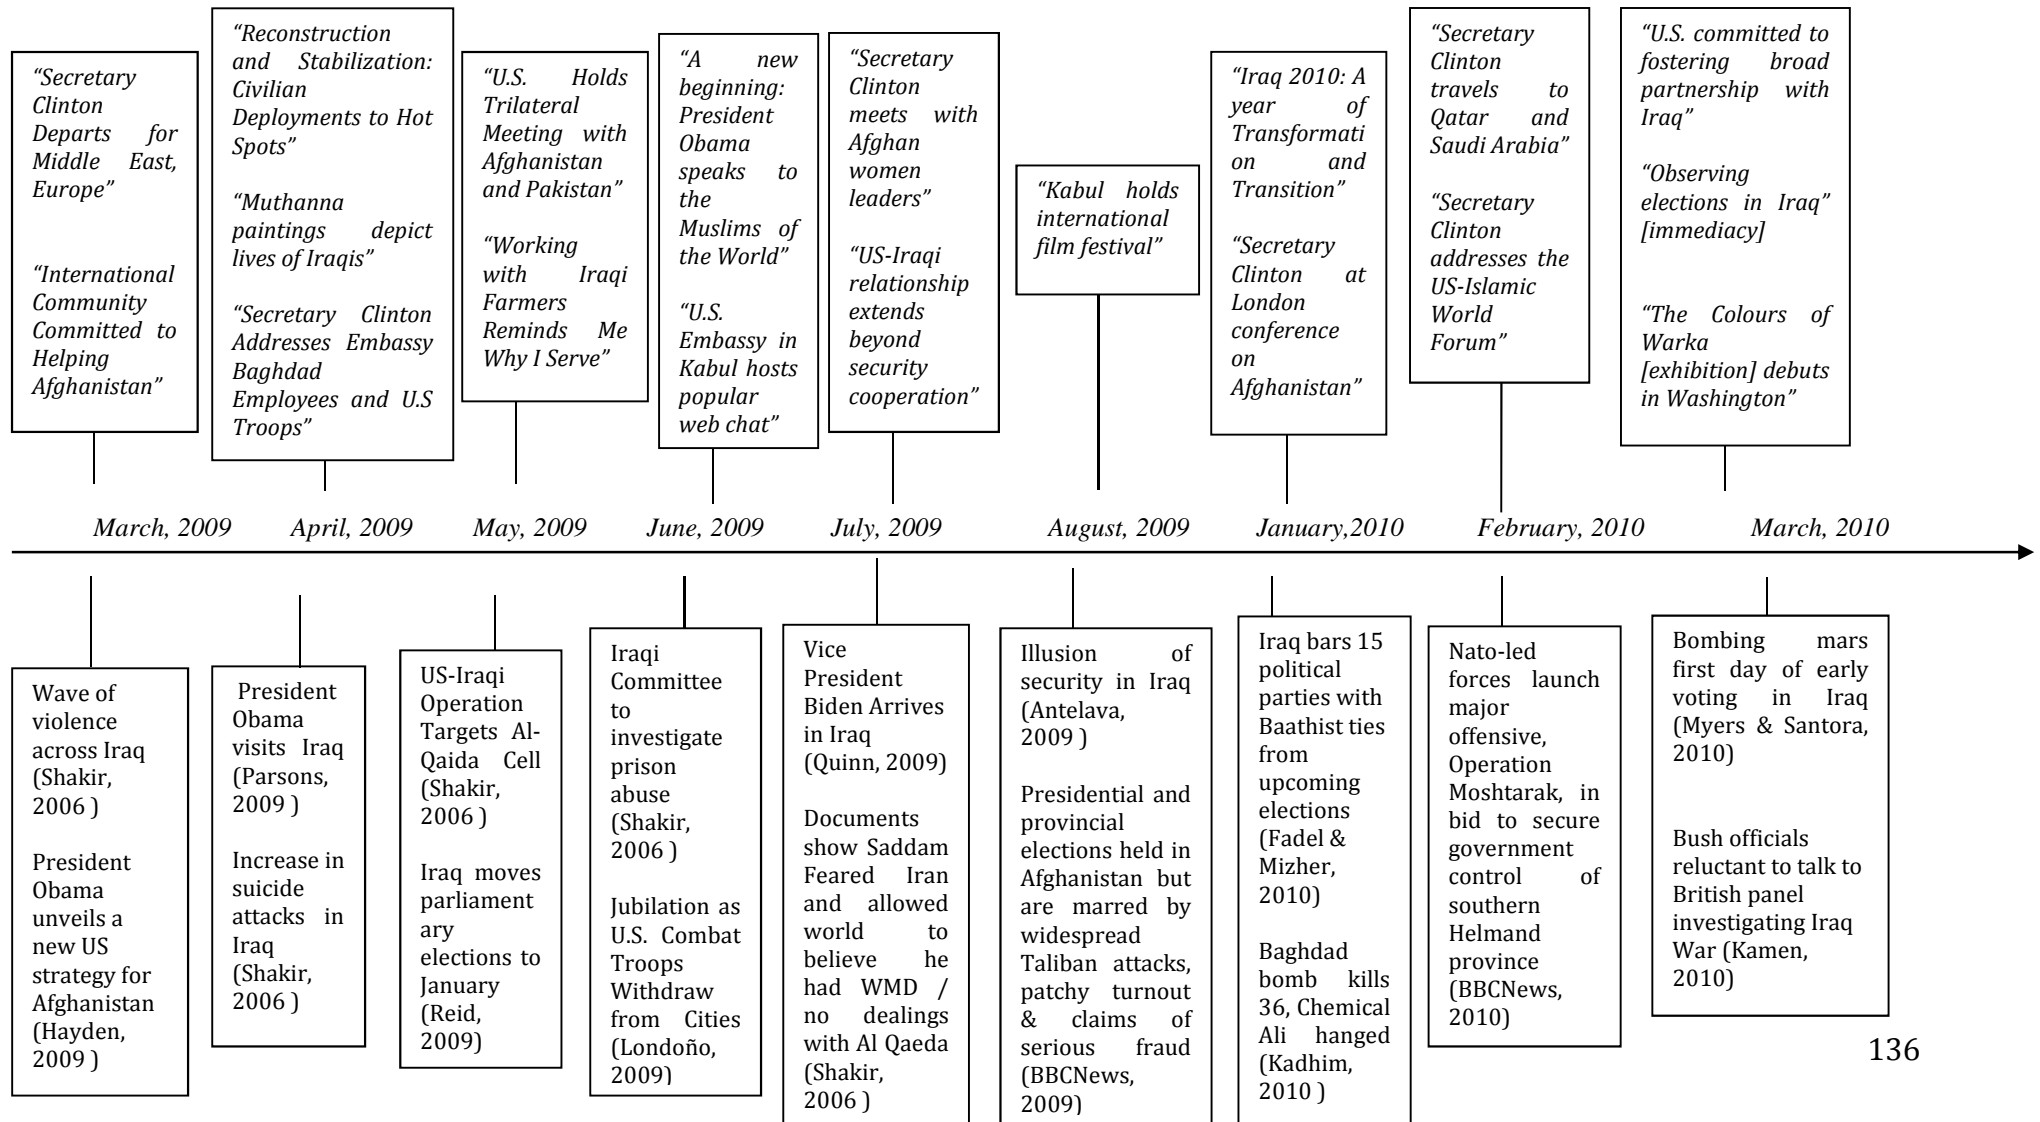 “Secretary
Clinton
Departs for
Middle East,
Europe”
“International
Community
Committed to
Helping
Afghanistan”
“Reconstruction
and Stabilization:
Civilian
Deployments to Hot
Spots”
“Muthanna
paintings depict
lives of Iraqis”
“Secretary Clinton
Addresses Embassy
Baghdad
Employees and U.S
Troops”
“U.S. Holds
Trilateral
Meeting with
Afghanistan
and Pakistan”
“Working
with Iraqi
Farmers
Reminds Me
Why I Serve”
“A new
beginning:
President
Obama
speaks to
the
Muslims of
the World”
“U.S.
Embassy in
Kabul hosts
popular
web chat”
“Secretary
Clinton
meets with
Afghan
women
leaders”
“US-Iraqi
relationship
extends
beyond
security
cooperation”
“Kabul holds
international
film festival”
“Iraq 2010: A
year of
Transformati
on and
Transition”
“Secretary
Clinton at
London
conference
on
Afghanistan”
“Secretary
Clinton
travels to
Qatar and
Saudi Arabia”
“Secretary
Clinton
addresses the
US-Islamic
World
Forum”
“U.S. committed to
fostering broad
partnership with
Iraq”
“Observing
elections in Iraq”
[immediacy]
“The Colours of
Warka
[exhibition] debuts
in Washington”
March, 2009
April, 2009
May, 2009
June, 2009
July, 2009
August, 2009
January,2010
February, 2010
March, 2010
Wave of
violence
across Iraq
(Shakir,
2006 )
President
Obama
unveils a
new US
strategy for
Afghanistan
(Hayden,
2009 )
President
Obama
visits Iraq
(Parsons,
2009 )
Increase in
suicide
attacks in
Iraq
(Shakir,
2006 )
US-Iraqi
Operation
Targets Al-
Qaida Cell
(Shakir,
2006 )
Iraq moves
parliament
ary
elections to
January
(Reid,
2009)
Iraqi
Committee
to
investigate
prison
abuse
(Shakir,
2006 )
Jubilation as
U.S. Combat
Troops
Withdraw
from Cities
(Londoño,
2009)
Vice
President
Biden Arrives
in Iraq
(Quinn, 2009)
Documents
show Saddam
Feared Iran
and allowed
world to
believe he
had WMD /
no dealings
with Al Qaeda
(Shakir,
2006 )
Illusion of
security in Iraq
(Antelava,
2009 )
Presidential and
provincial
elections held in
Afghanistan but
are marred by
widespread
Taliban attacks,
patchy turnout
& claims of
serious fraud
(BBCNews,
2009)
Iraq bars 15
political
parties with
Baathist ties
from
upcoming
elections
(Fadel &
Mizher,
2010)
Baghdad
bomb kills
36, Chemical
Ali hanged
(Kadhim,
2010 )
Nato-led
forces launch
major
offensive,
Operation
Moshtarak, in
bid to secure
government
control of
southern
Helmand
province
(BBCNews,
2010)
Bombing mars
first day of early
voting in Iraq
(Myers & Santora,
2010)
Bush officials
reluctant to talk to
British panel
investigating Iraq
War (Kamen,
2010)
136